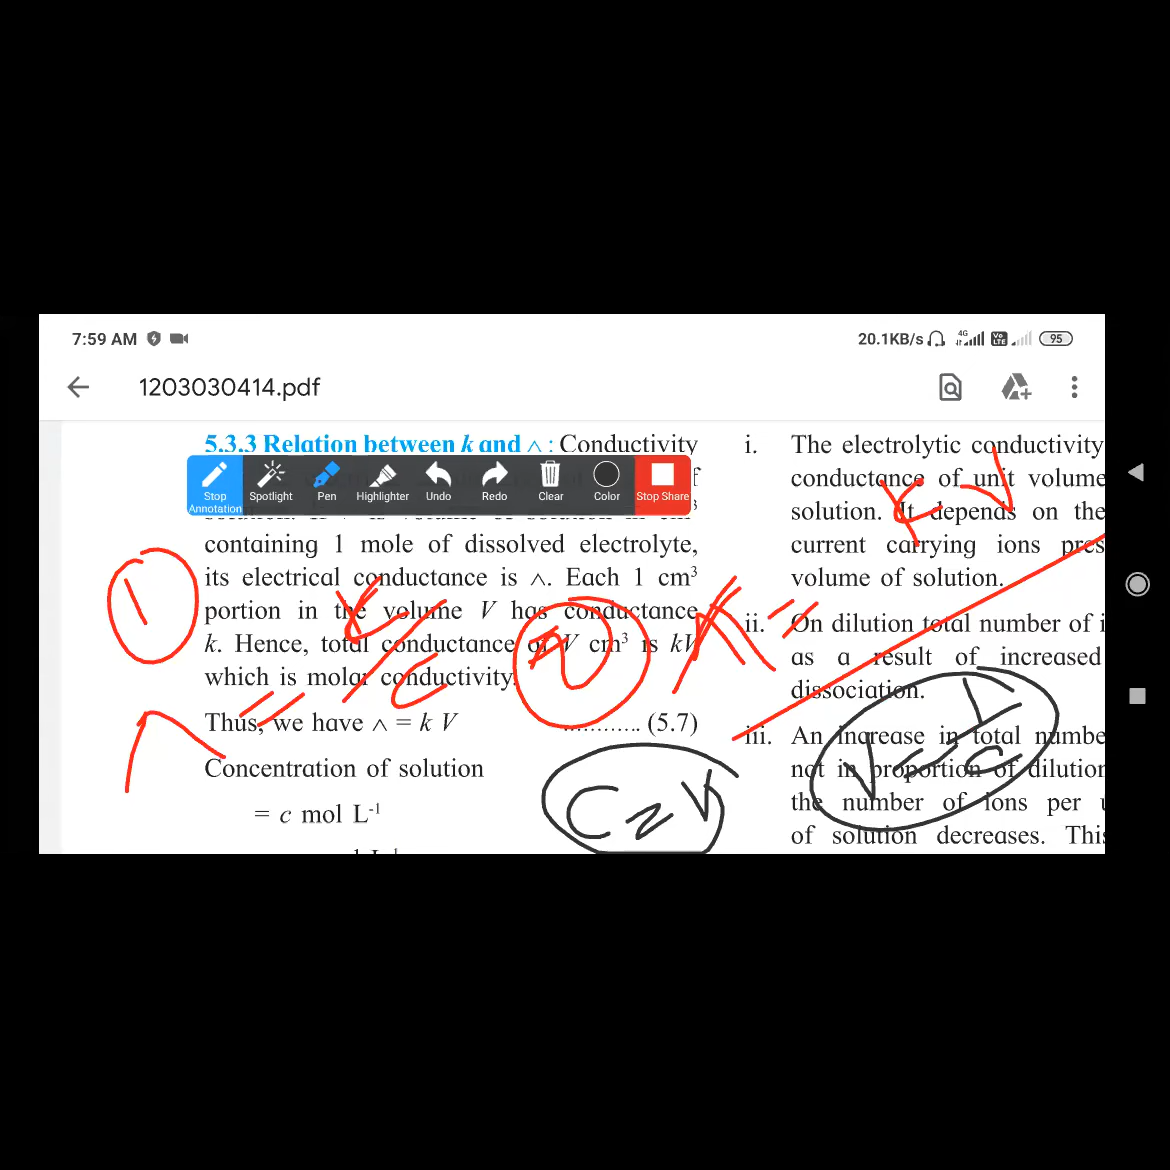 7:59 AM
20.1KB/s 4G Vo LTE 95
1203030414.pdf
5.3.3 Relation between k and ∧ : Conductivity
Stop Annotation Spotlight Pen Highlighter Undo Redo Clear Color Stop Share
containing 1 mole of dissolved electrolyte,
its electrical conductance is ∧. Each 1 cm³
portion in the volume V has conductance
k. Hence, total conductance of V cm³ is kV
which is molar conductivity.
Thus, we have ∧ = k V ............ (5.7)
Concentration of solution
= c mol L⁻¹
i. The electrolytic conductivity
conductance of unit volume
solution. It depends on the
current carrying ions pres
volume of solution.
ii. On dilution total number of i
as a result of increased
dissociation.
iii. An increase in total numbe
not in proportion of dilution
the number of ions per u
of solution decreases. This
1
∧ = K/C
2
∧ = K V
V = 1/C